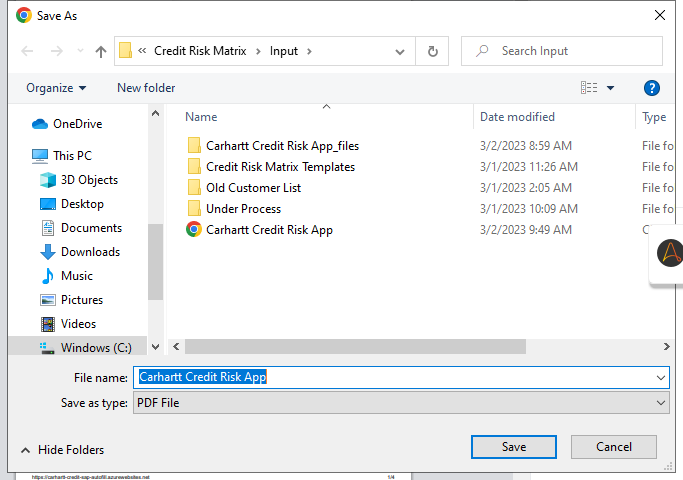 Save As
« Credit Risk Matrix › Input ›
Search Input
Organize
New folder
?
Name
Date modified
Type
OneDrive
This PC
3D Objects
Desktop
Documents
Downloads
Music
Pictures
Videos
Windows (C:)
Carhartt Credit Risk App_files 3/2/2023 8:59 AM File fo
Credit Risk Matrix Templates 3/1/2023 11:26 AM File fo
Old Customer List 3/1/2023 2:05 AM File fo
Under Process 3/1/2023 10:09 AM File fo
Carhartt Credit Risk App 3/2/2023 9:49 AM
File name: Carhartt Credit Risk App
Save as type: PDF File
Hide Folders
Save
Cancel
https://carhartt-credit-sap-autofill.azurewebsites.net
1/4